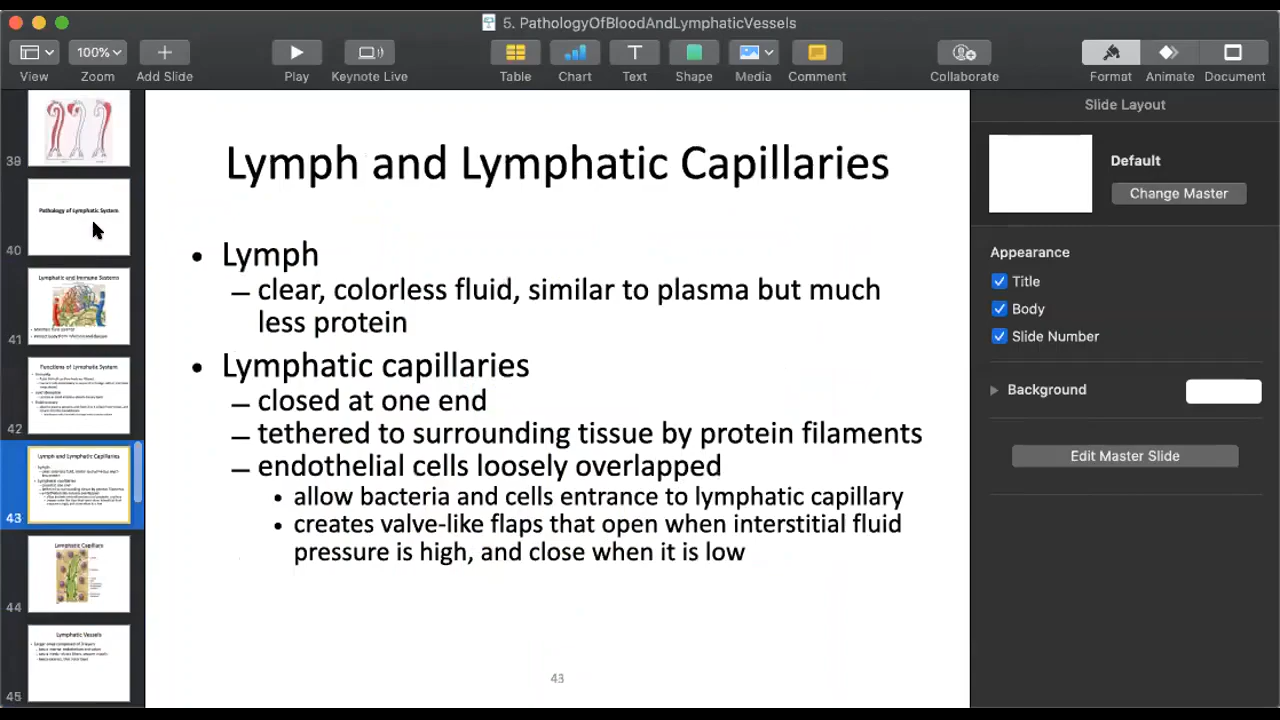 5. PathologyOfBloodAndLymphaticVessels
100%
View
Zoom
Add Slide
Play
Keynote Live
Table
Chart
Text
Shape
Media
Comment
Collaborate
Format
Animate
Document
39
Pathology of Lymphatic System
40
Lymphatic and Immune Systems
41
Functions of Lymphatic System
42
Lymph and Lymphatic Capillaries
43
Lymphatic Capillary
44
Lymphatic Vessels
45
Lymph and Lymphatic Capillaries
• Lymph
– clear, colorless fluid, similar to plasma but much
less protein
• Lymphatic capillaries
– closed at one end
– tethered to surrounding tissue by protein filaments
– endothelial cells loosely overlapped
• allow bacteria and cells entrance to lymphatic capillary
• creates valve-like flaps that open when interstitial fluid
pressure is high, and close when it is low
43
Slide Layout
Default
Change Master
Appearance
Title
Body
Slide Number
Background
Edit Master Slide